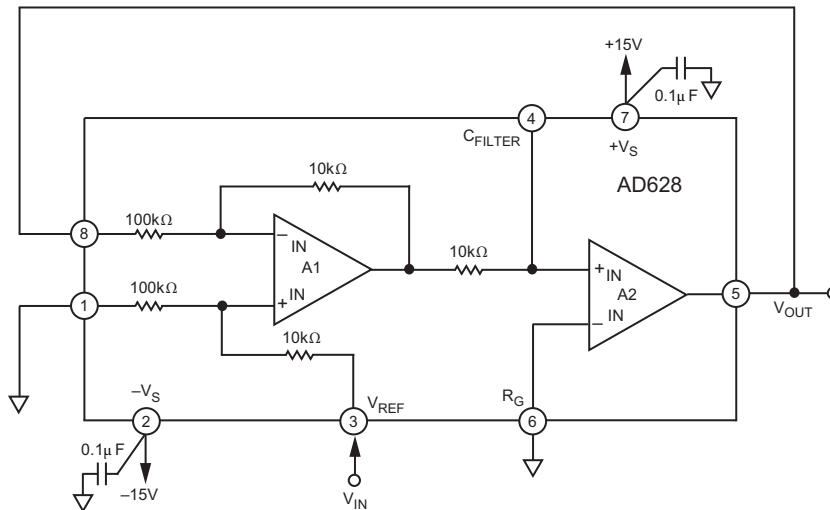 +15V
0.1µF
4
7
CFILTER
+VS
AD628
10kΩ
8
100kΩ
–IN
A1
10kΩ
+IN
A2
5
1
100kΩ
+IN
–IN
VOUT
10kΩ
–VS
VREF
RG
2
3
6
0.1µF
–15V
VIN